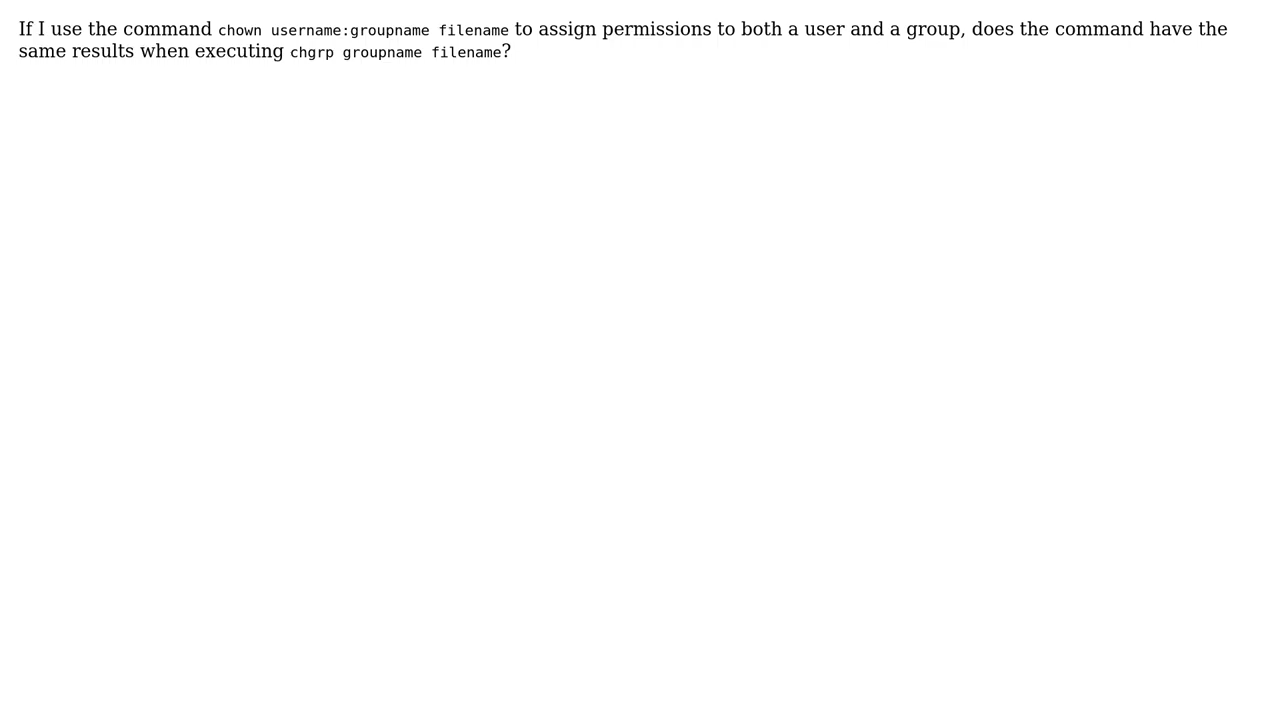 If I use the command chown username:groupname filename to assign permissions to both a user and a group, does the command have the
same results when executing chgrp groupname filename?